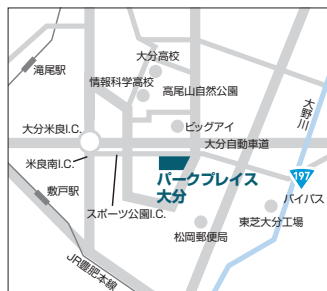 大分高校
滝尾駅
情報科学高校
高尾山自然公園
大野川
ビッグアイ
大分米良I.C.
大分自動車道
米良南I.C.
パークプレイス
大分
197
敷戸駅
バイパス
スポーツ公園I.C.
東芝大分工場
松岡郵便局
JR豊肥本線